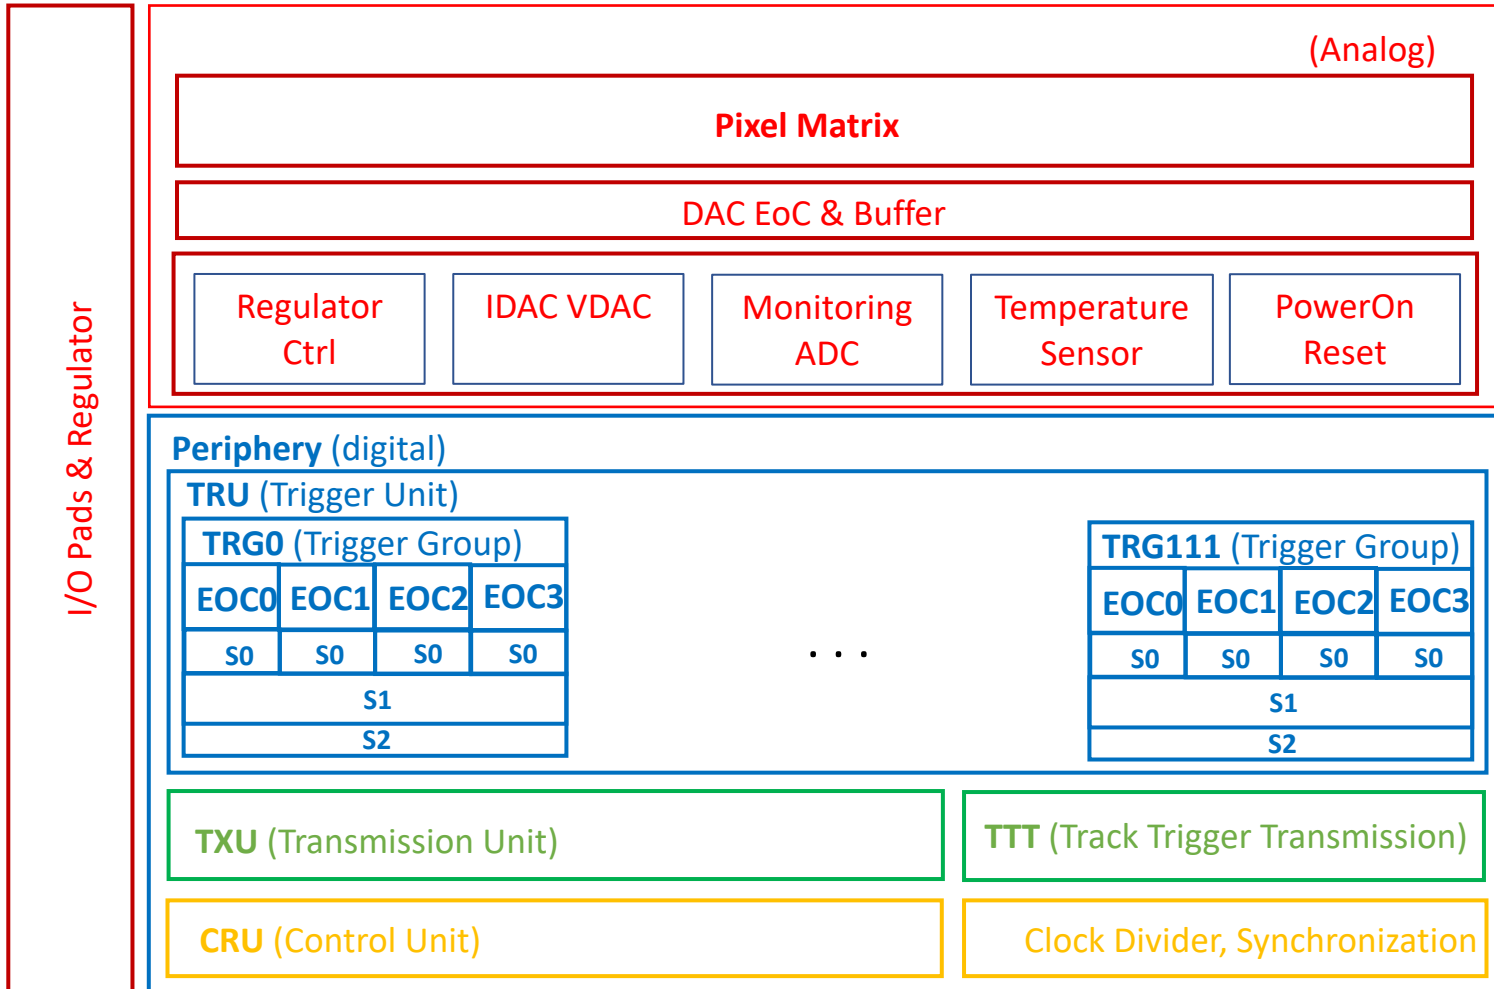 I/O Pads & Regulator
(Analog)
Pixel Matrix
DAC EoC & Buffer
Regulator
Ctrl
IDAC VDAC
Monitoring
ADC
Temperature
Sensor
PowerOn
Reset
Periphery (digital)
TRU (Trigger Unit)
TRG0 (Trigger Group)
EOC0 EOC1 EOC2 EOC3
S0 S0 S0 S0
S1
S2
. . .
TRG111 (Trigger Group)
EOC0 EOC1 EOC2 EOC3
S0 S0 S0 S0
S1
S2
TXU (Transmission Unit)
TTT (Track Trigger Transmission)
CRU (Control Unit)
Clock Divider, Synchronization